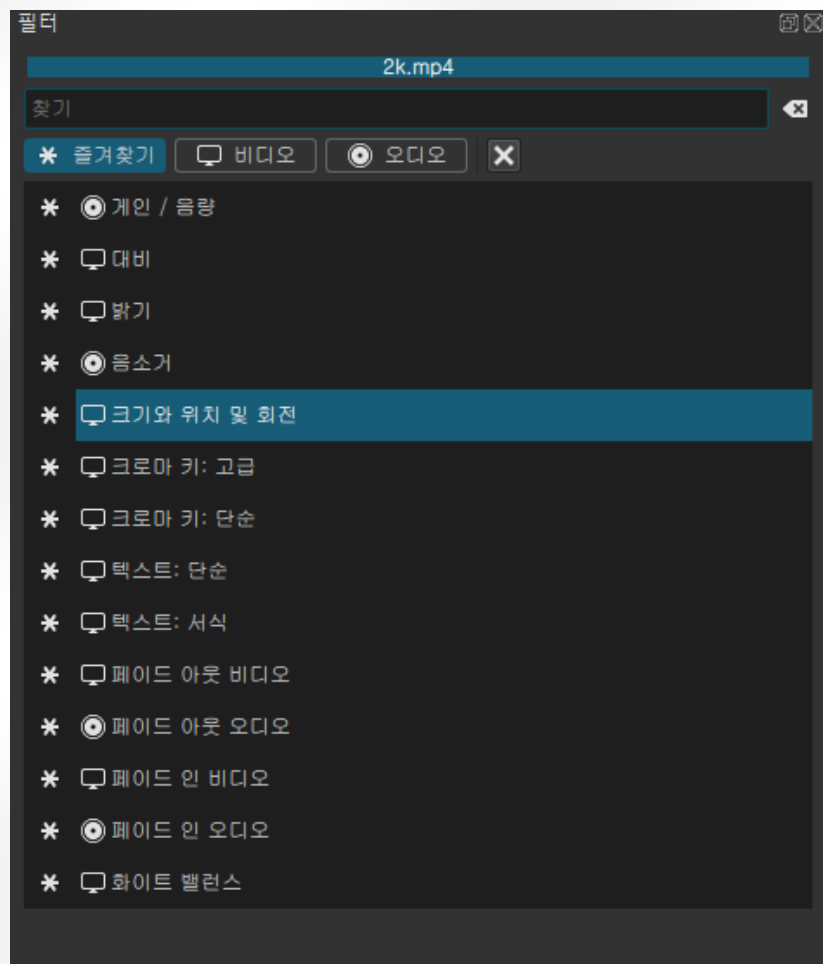 필터
2k.mp4
찾기
즐겨찾기 비디오 오디오
게인 / 음량
대비
밝기
음소거
크기와 위치 및 회전
크로마 키: 고급
크로마 키: 단순
텍스트: 단순
텍스트: 서식
페이드 아웃 비디오
페이드 아웃 오디오
페이드 인 비디오
페이드 인 오디오
화이트 밸런스